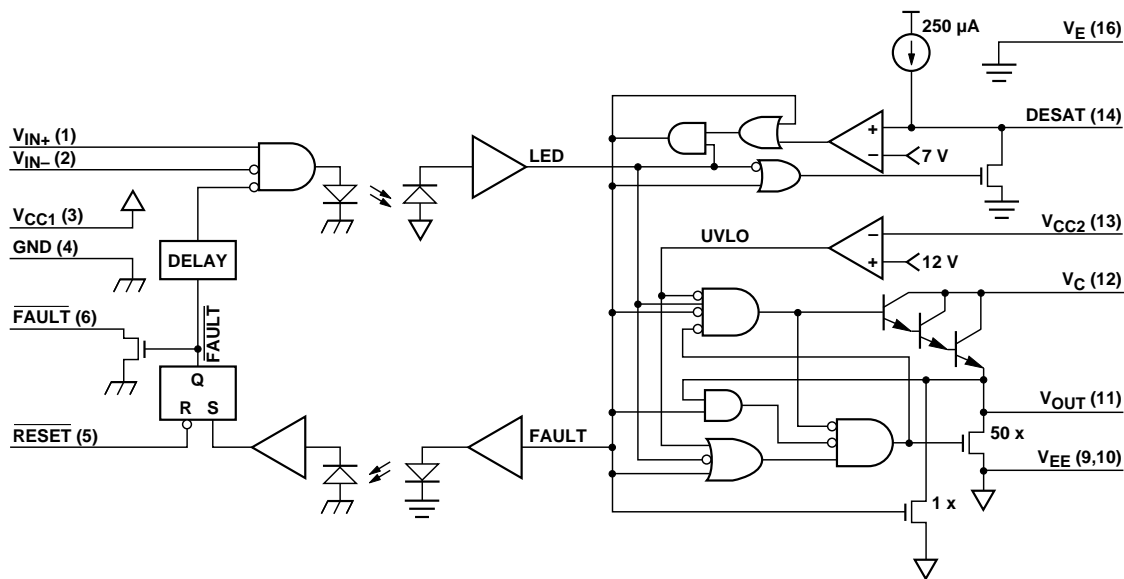 250 µA
V_E (16)
V_IN+ (1)
V_IN– (2)
LED
7 V
DESAT (14)
V_CC1 (3)
GND (4)
DELAY
UVLO
12 V
V_CC2 (13)
V_C (12)
FAULT (6)
FAULT
Q
R S
RESET (5)
FAULT
V_OUT (11)
50 x
V_EE (9,10)
1 x